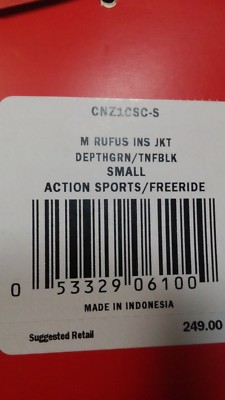 CNZ1CSC-S
M RUFUS INS JKT
DEPTHGRN/TNFBLK
SMALL
ACTION SPORTS/FREERIDE
0 53329 06100
MADE IN INDONESIA
Suggested Retail 249.00